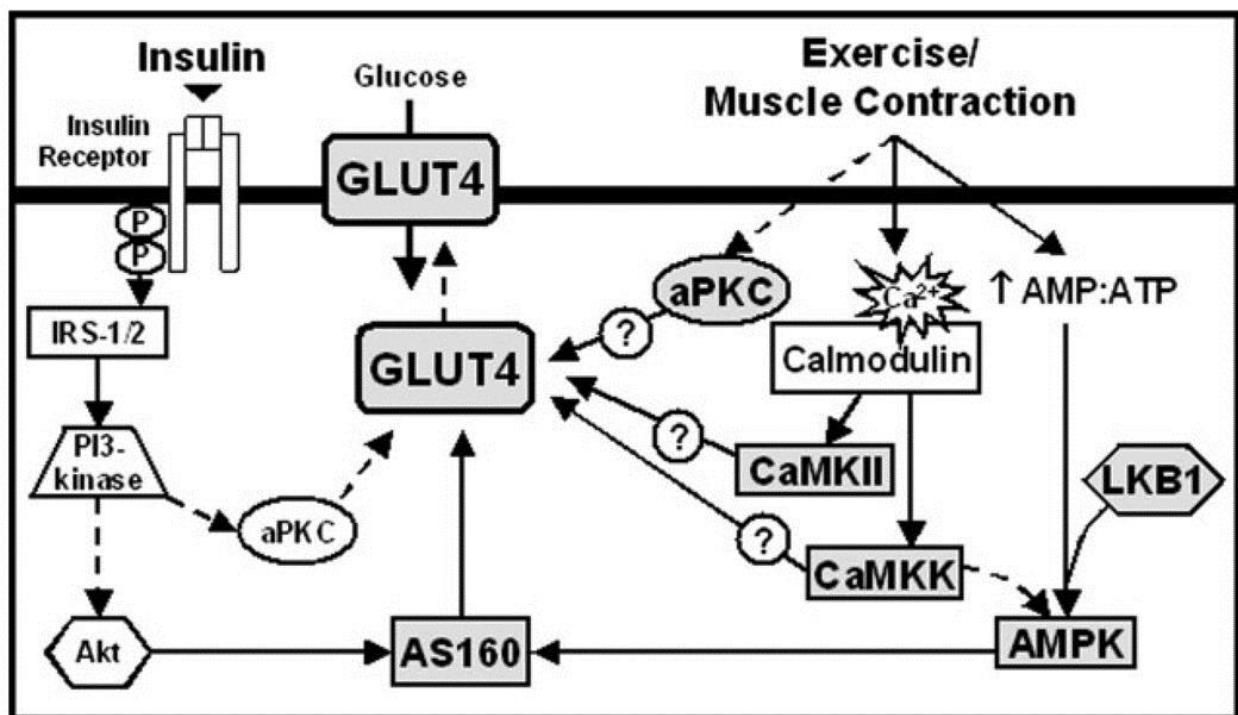 Insulin
Insulin
Receptor
Glucose
GLUT4
Exercise/
Muscle Contraction
P
P
IRS-1/2
PI3-
kinase
aPKC
Akt
GLUT4
AS160
aPKC
?
Ca2+
Calmodulin
↑ AMP:ATP
?
CaMKII
LKB1
?
CaMKK
AMPK